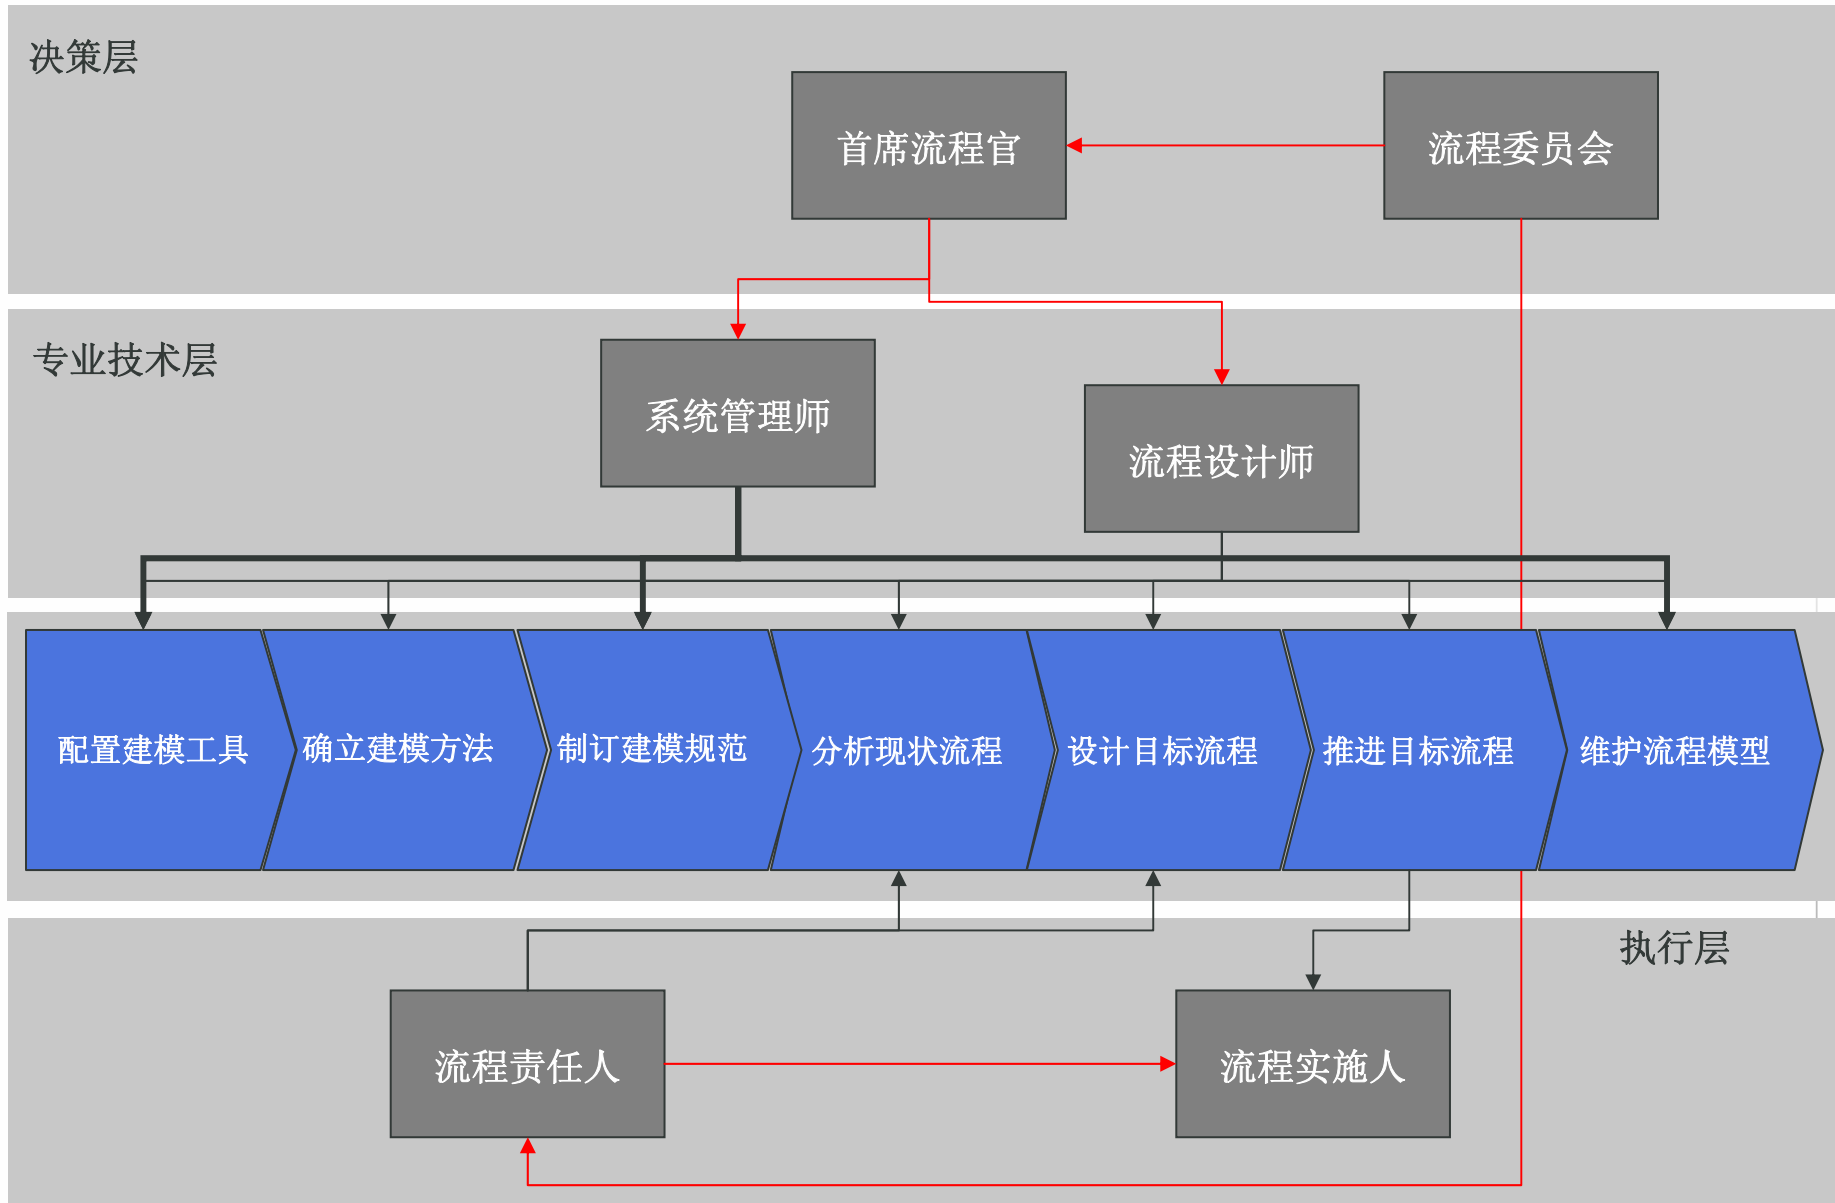 决策层
首席流程官
流程委员会
专业技术层
系统管理师
流程设计师
配置建模工具
确立建模方法
制订建模规范
分析现状流程
设计目标流程
推进目标流程
维护流程模型
执行层
流程责任人
流程实施人